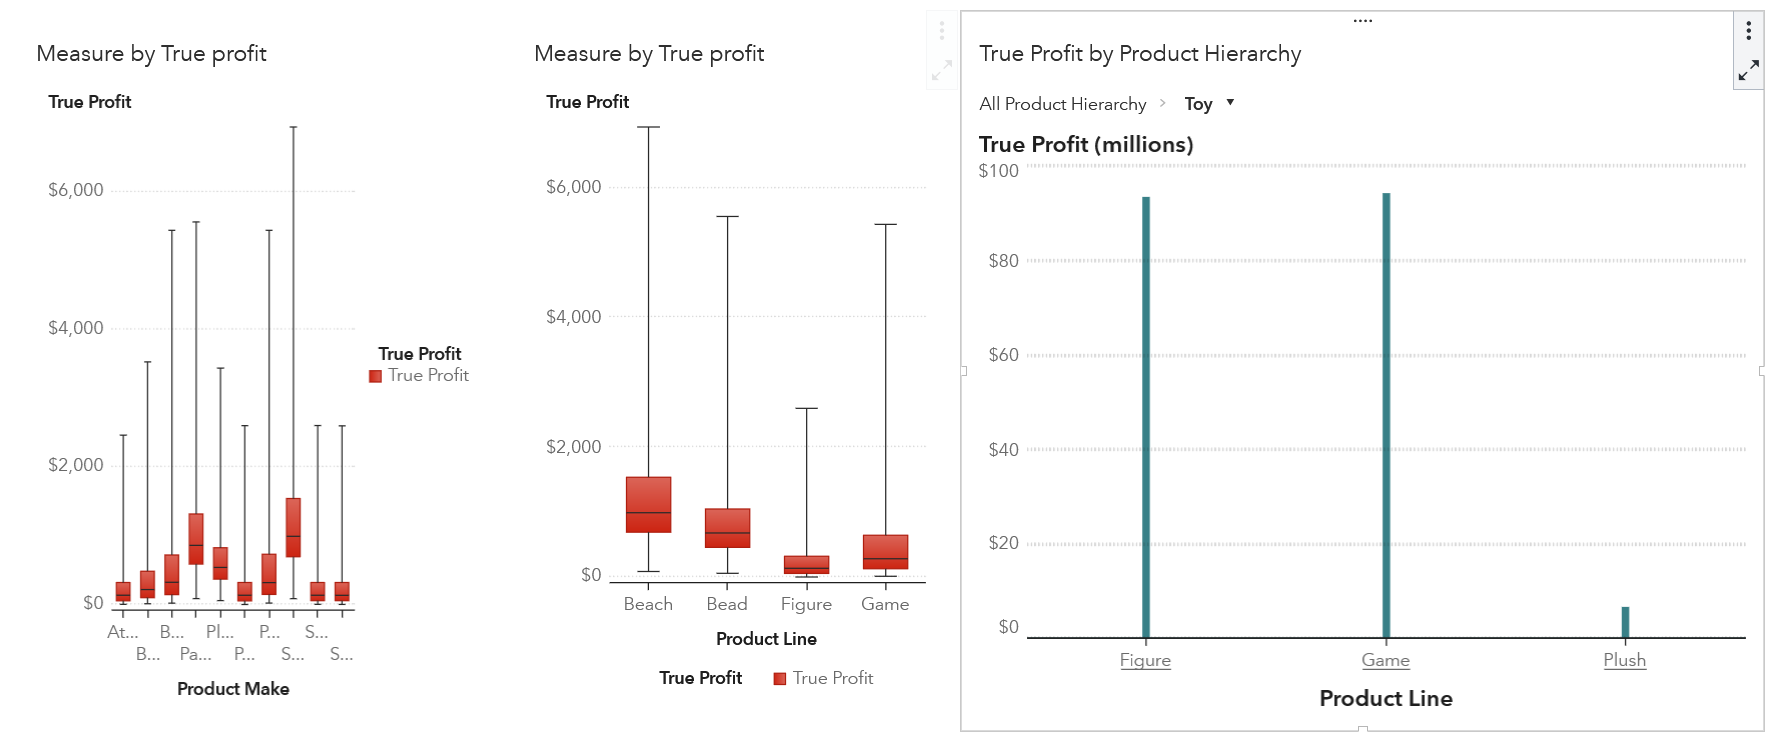 Measure by True profit
True Profit
$6,000
$4,000
$2,000
$0
At...
B...
B...
Pa...
Pl...
P...
P...
S...
S...
S...
Product Make
True Profit
True Profit
Measure by True profit
True Profit
$6,000
$4,000
$2,000
$0
Beach
Bead
Figure
Game
Product Line
True Profit
True Profit
True Profit by Product Hierarchy
All Product Hierarchy > Toy
True Profit (millions)
$100
$80
$60
$40
$20
$0
Figure
Game
Plush
Product Line